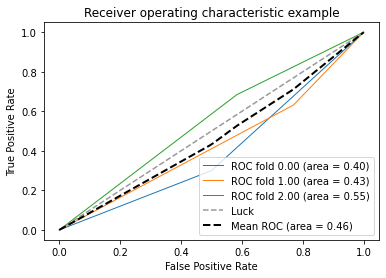 Receiver operating characteristic example
True Positive Rate
1.0
0.8
0.6
0.4
0.2
0.0
ROC fold 0.00 (area = 0.40)
ROC fold 1.00 (area = 0.43)
ROC fold 2.00 (area = 0.55)
Luck
Mean ROC (area = 0.46)
0.0 0.2 0.4 0.6 0.8 1.0
False Positive Rate